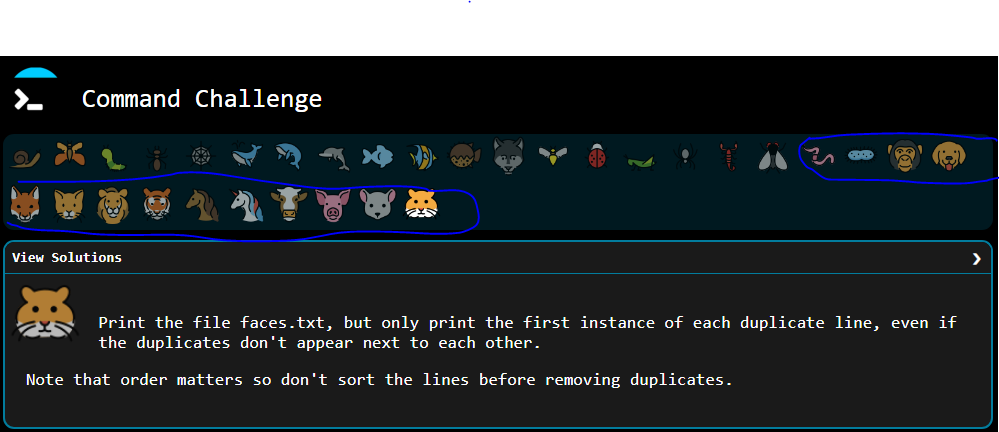 Command Challenge
View Solutions
Print the file faces.txt, but only print the first instance of each duplicate line, even if
the duplicates don't appear next to each other.
Note that order matters so don't sort the lines before removing duplicates.